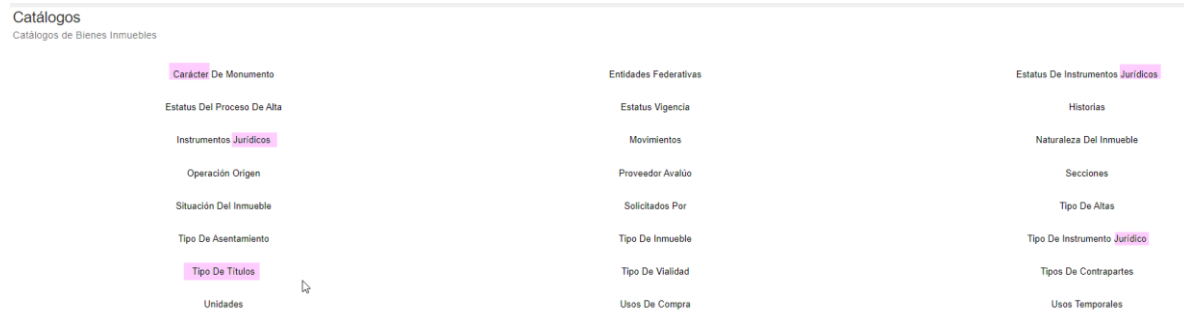 Catálogos
Catálogos de Bienes Inmuebles
Carácter De Monumento Entidades Federativas Estatus De Instrumentos Jurídicos
Estatus Del Proceso De Alta Estatus Vigencia Historias
Instrumentos Jurídicos Movimientos Naturaleza Del Inmueble
Operación Origen Proveedor Avalúo Secciones
Situación Del Inmueble Solicitados Por Tipo De Altas
Tipo De Asentamiento Tipo De Inmueble Tipo De Instrumento Jurídico
Tipo De Títulos Tipo De Vialidad Tipos De Contrapartes
Unidades Usos De Compra Usos Temporales